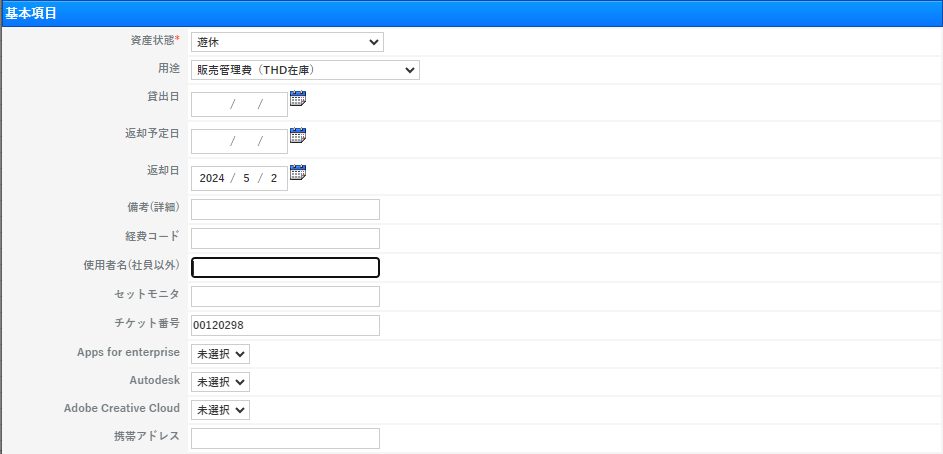 基本項目
資産状態* 遊休
用途 販売管理費（THD在庫）
貸出日 / /
返却予定日 / /
返却日 2024 / 5 / 2
備考(詳細)
経費コード
使用者名(社員以外)
セットモニタ
チケット番号 00120298
Apps for enterprise 未選択
Autodesk 未選択
Adobe Creative Cloud 未選択
携帯アドレス